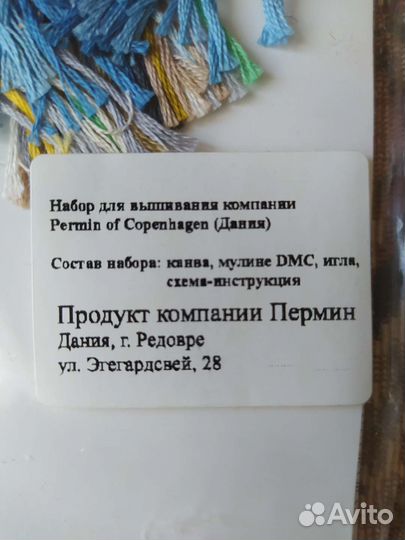 Набор для вышивания компании
Permin of Copenhagen (Дания)
Состав набора: канва, мулине DMC, игла,
схема-инструкция
Продукт компании Пермин
Дания, г. Редовре
ул. Эгегардсвей, 28
Avito